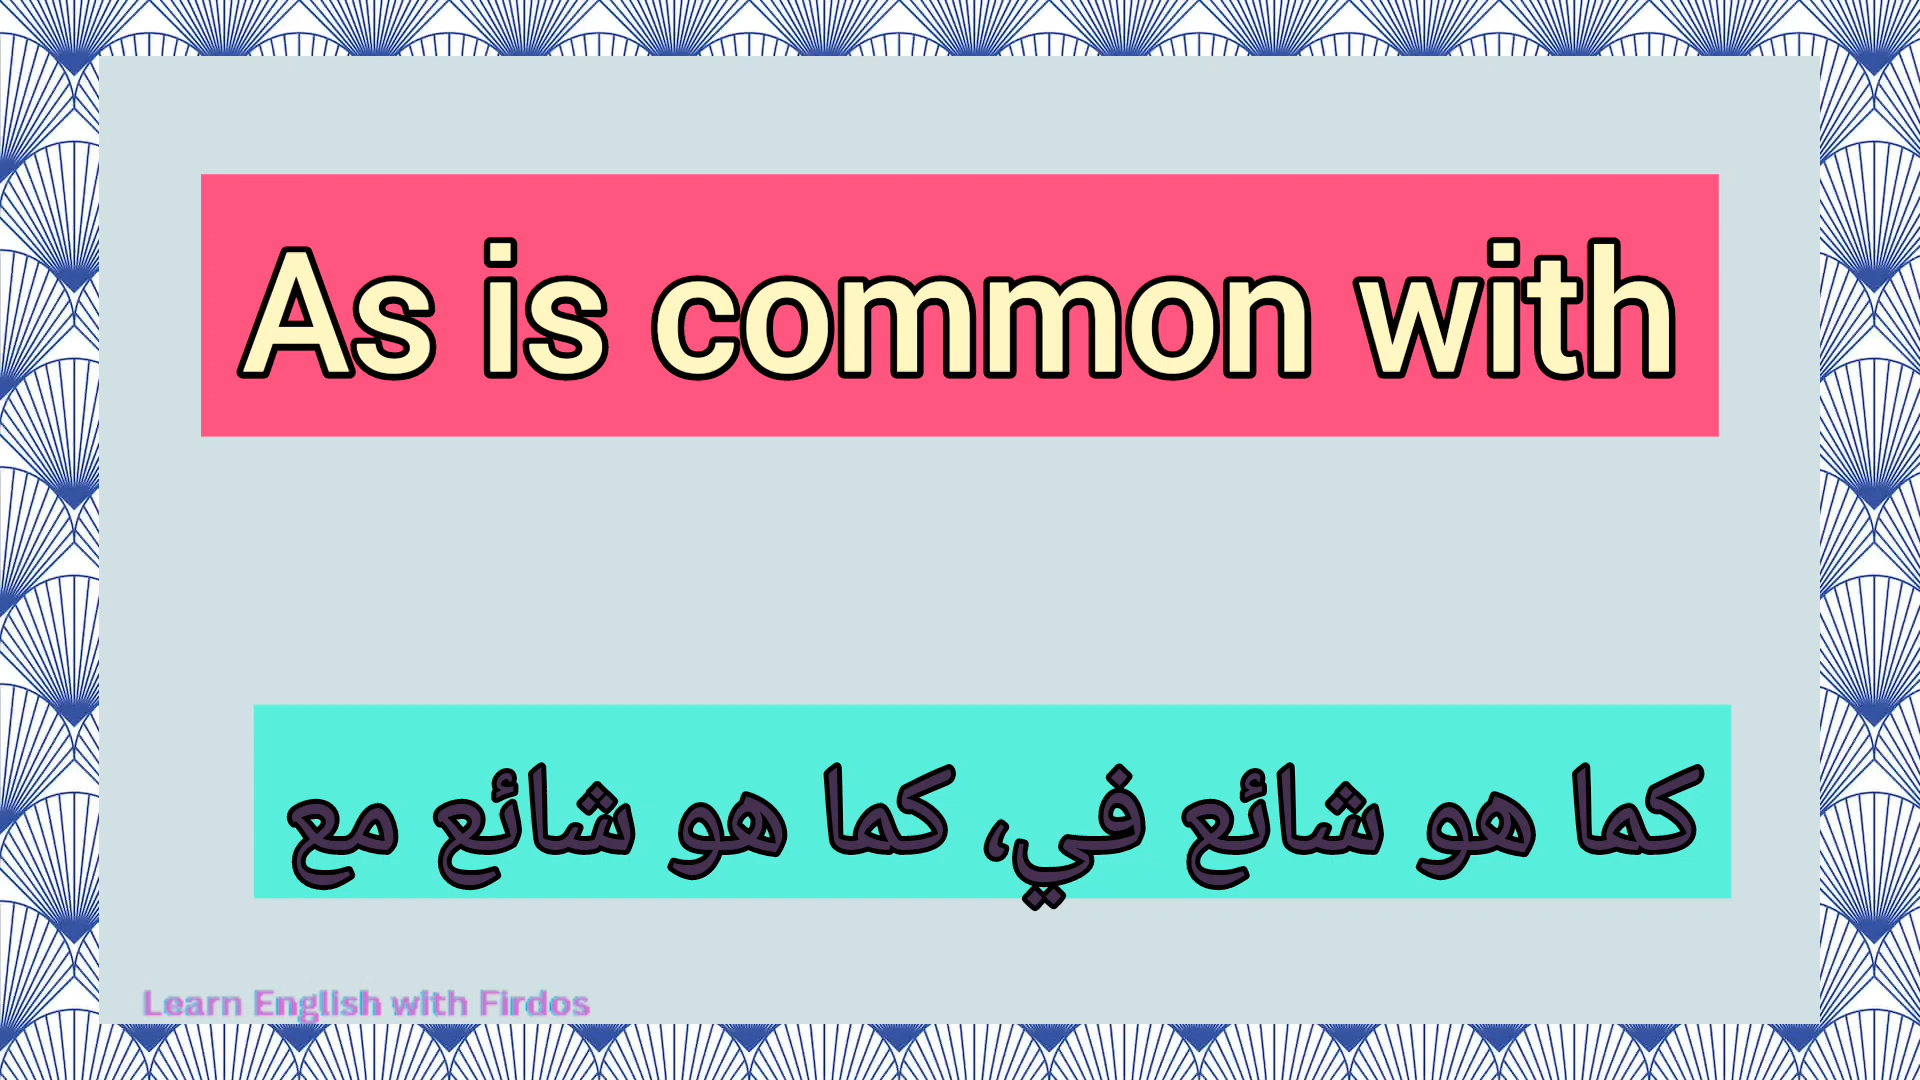 As is common with
كما هو شائع في، كما هو شائع مع
Learn English with Firdos